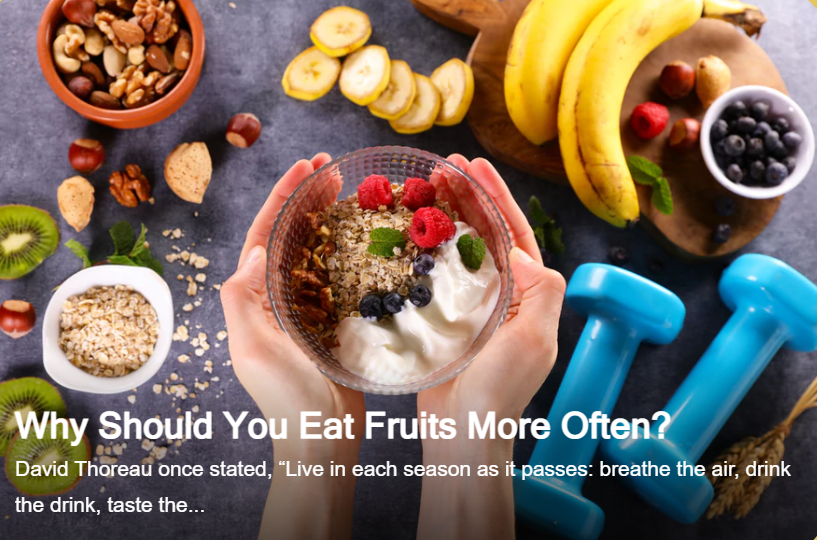 Why Should You Eat Fruits More Often?
David Thoreau once stated, “Live in each season as it passes: breathe the air, drink
the drink, taste the...